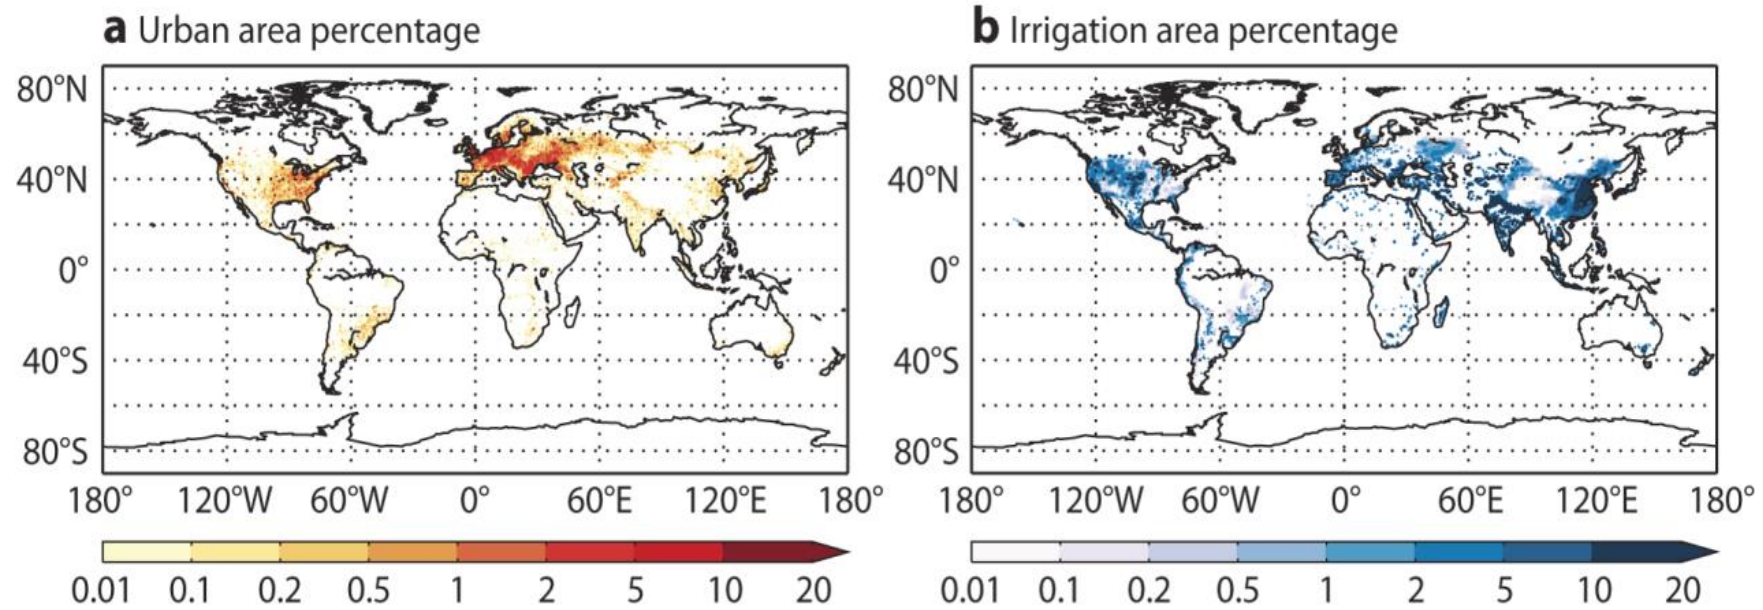 a Urban area percentage
80°N
40°N
0°
40°S
80°S
180° 120°W 60°W 0° 60°E 120°E 180°
0.01 0.1 0.2 0.5 1 2 5 10 20
b Irrigation area percentage
80°N
40°N
0°
40°S
80°S
180° 120°W 60°W 0° 60°E 120°E 180°
0.01 0.1 0.2 0.5 1 2 5 10 20